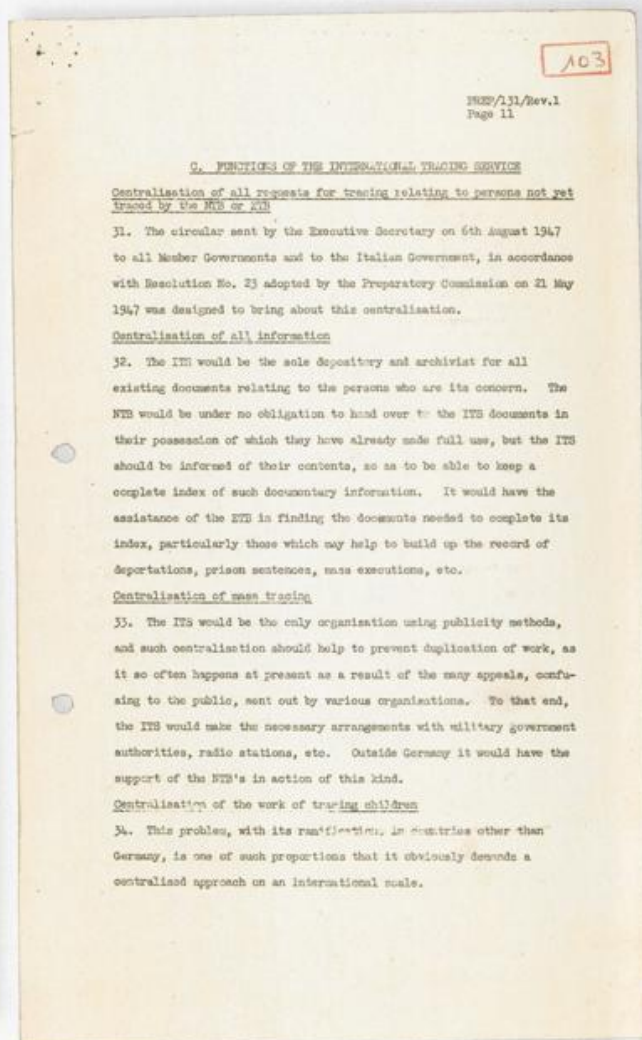 103
PREP/131/Rev.1
Page 11
C. FUNCTIONS OF THE INTERNATIONAL TRACING SERVICE
Centralisation of all requests for tracing relating to persons not yet
traced by the NTB or ZTB
31. The circular sent by the Executive Secretary on 6th August 1947
to all Member Governments and to the Italian Government, in accordance
with Resolution No. 23 adopted by the Preparatory Commission on 21 May
1947 was designed to bring about this centralisation.
Centralisation of all information
32. The ITS would be the sole depository and archivist for all
existing documents relating to the persons who are its concern. The
NTB would be under no obligation to hand over to the ITS documents in
their possession of which they have already made full use, but the ITS
should be informed of their contents, so as to be able to keep a
complete index of such documentary information. It would have the
assistance of the ZTB in finding the documents needed to complete its
index, particularly those which may help to build up the record of
deportations, prison sentences, mass executions, etc.
Centralisation of mass tracing
33. The ITS would be the only organisation using publicity methods,
and such centralisation should help to prevent duplication of work, as
it so often happens at present as a result of the many appeals, confu-
sing to the public, sent out by various organisations. To that end,
the ITS would make the necessary arrangements with military government
authorities, radio stations, etc. Outside Germany it would have the
support of the NTB's in action of this kind.
Centralisation of the work of tracing children
34. This problem, with its ramification, in countries other than
Germany, is one of such proportions that it obviously demands a
centralised approach on an international scale.